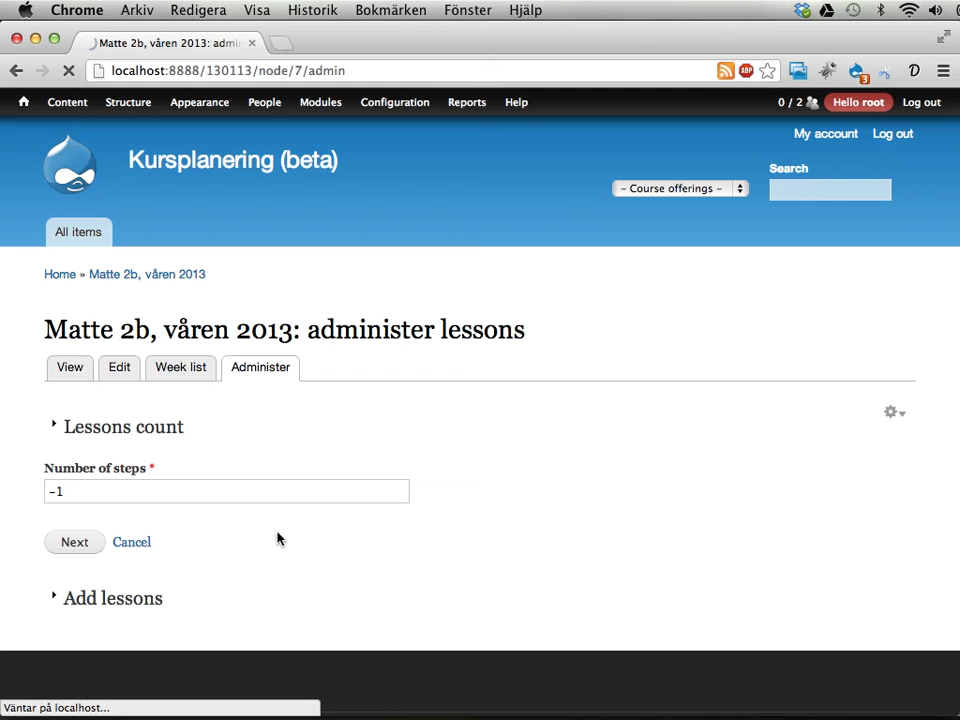 Chrome Arkiv Redigera Visa Historik Bokmärken Fönster Hjälp
Matte 2b, våren 2013: admin
localhost:8888/130113/node/7/admin
ABP
3
Content Structure Appearance People Modules Configuration Reports Help 0 / 2 Hello root Log out
My account Log out
Kursplanering (beta)
Search
- Course offerings -
All items
Home » Matte 2b, våren 2013
Matte 2b, våren 2013: administer lessons
View Edit Week list Administer
Lessons count
Number of steps *
-1
Next Cancel
Add lessons
Väntar på localhost...